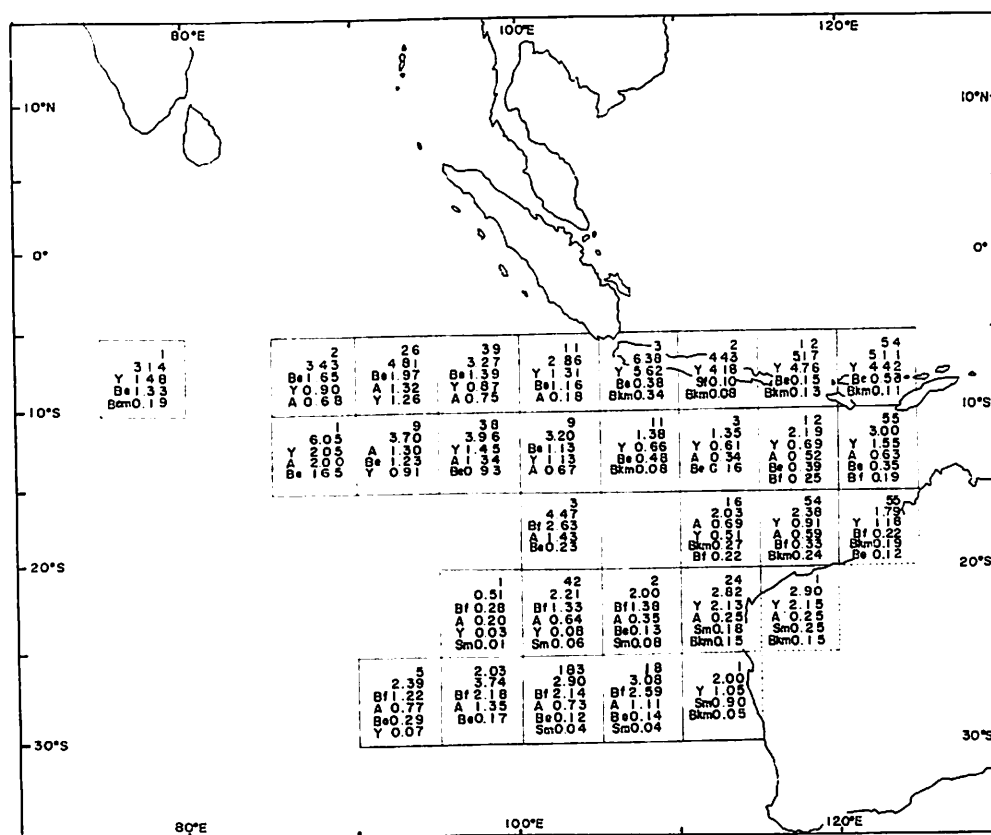 80°E 100°E 120°E
10°N 10°N
0° 0°
1
3.14
Y 1.48
Be 1.33
Bam 0.19
2
3.43
Be 1.65
Y 0.90
A 0.68
26
4.81
Be 1.97
A 1.32
Y 1.26
39
3.27
Be 1.39
Y 0.87
A 0.75
11
2.86
Y 1.31
Be 1.16
A 0.18
3
6.38
Y 5.62
Be 0.38
Bkm 0.34
2
4.43
Y 4.18
Sf 0.10
Bkm 0.08
12
5.17
Y 4.76
Be 0.15
Bkm 0.13
54
5.11
Y 4.42
Be 0.58
Bkm 0.11
10°S
10°S
1
6.05
Y 2.05
A 2.00
Be 1.65
9
3.70
A 1.30
Be 1.23
Y 0.91
38
3.96
Y 1.45
A 1.34
Be 0.93
9
3.20
Be 1.13
Y 1.13
A 0.67
11
1.38
Y 0.66
Be 0.48
Bkm 0.08
3
1.35
Y 0.61
A 0.34
Be 0.16
12
2.19
Y 0.69
A 0.52
Be 0.39
Bf 0.25
55
3.00
Y 1.55
A 0.63
Be 0.35
Bf 0.19
3
4.47
Bf 2.63
A 1.43
Be 0.23
16
2.03
A 0.69
Y 0.51
Bkm 0.27
Bf 0.22
54
2.38
Y 0.91
A 0.59
Bf 0.33
Bkm 0.24
55
1.79
Y 1.18
Bf 0.22
Bkm 0.19
Be 0.12
20°S
20°S
1
0.51
Bf 0.28
A 0.20
Y 0.03
Sm 0.01
42
2.21
Bf 1.33
A 0.64
Y 0.08
Sm 0.06
2
2.00
Bf 1.38
A 0.35
Be 0.13
Sm 0.08
24
2.82
Y 2.13
A 0.25
Sm 0.18
Bkm 0.15
1
2.90
Y 2.15
A 0.25
Sm 0.25
Bkm 0.15
5
2.39
Bf 1.22
A 0.77
Be 0.29
Y 0.07
2.03
3.74
Bf 2.18
A 1.35
Be 0.17
183
2.90
Bf 2.14
A 0.73
Be 0.12
Sm 0.04
18
3.08
Bf 2.59
A 1.11
Be 0.14
Sm 0.04
1
2.00
Y 1.05
Sm 0.90
Bkm 0.05
30°S
30°S
80°E 100°E 120°E